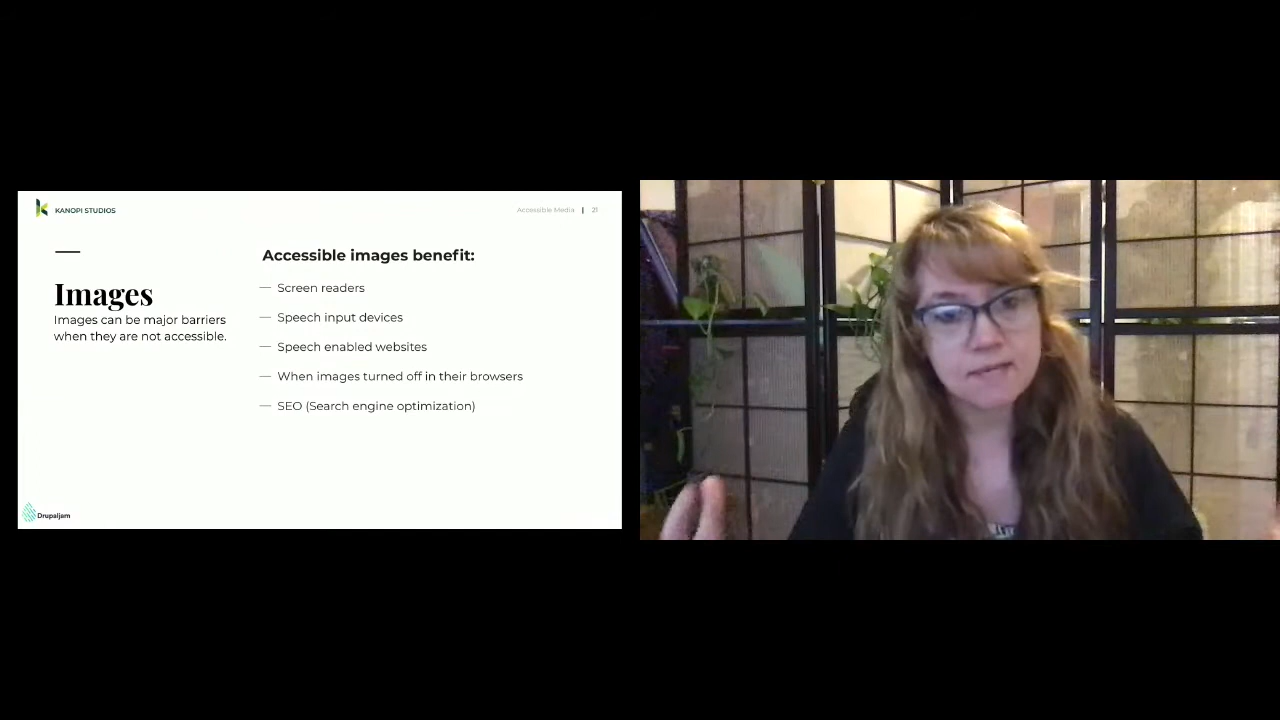 KANOPI STUDIOS
Accessible Media | 21
Images
Images can be major barriers
when they are not accessible.
Accessible images benefit:
— Screen readers
— Speech input devices
— Speech enabled websites
— When images turned off in their browsers
— SEO (Search engine optimization)
Drupaljam